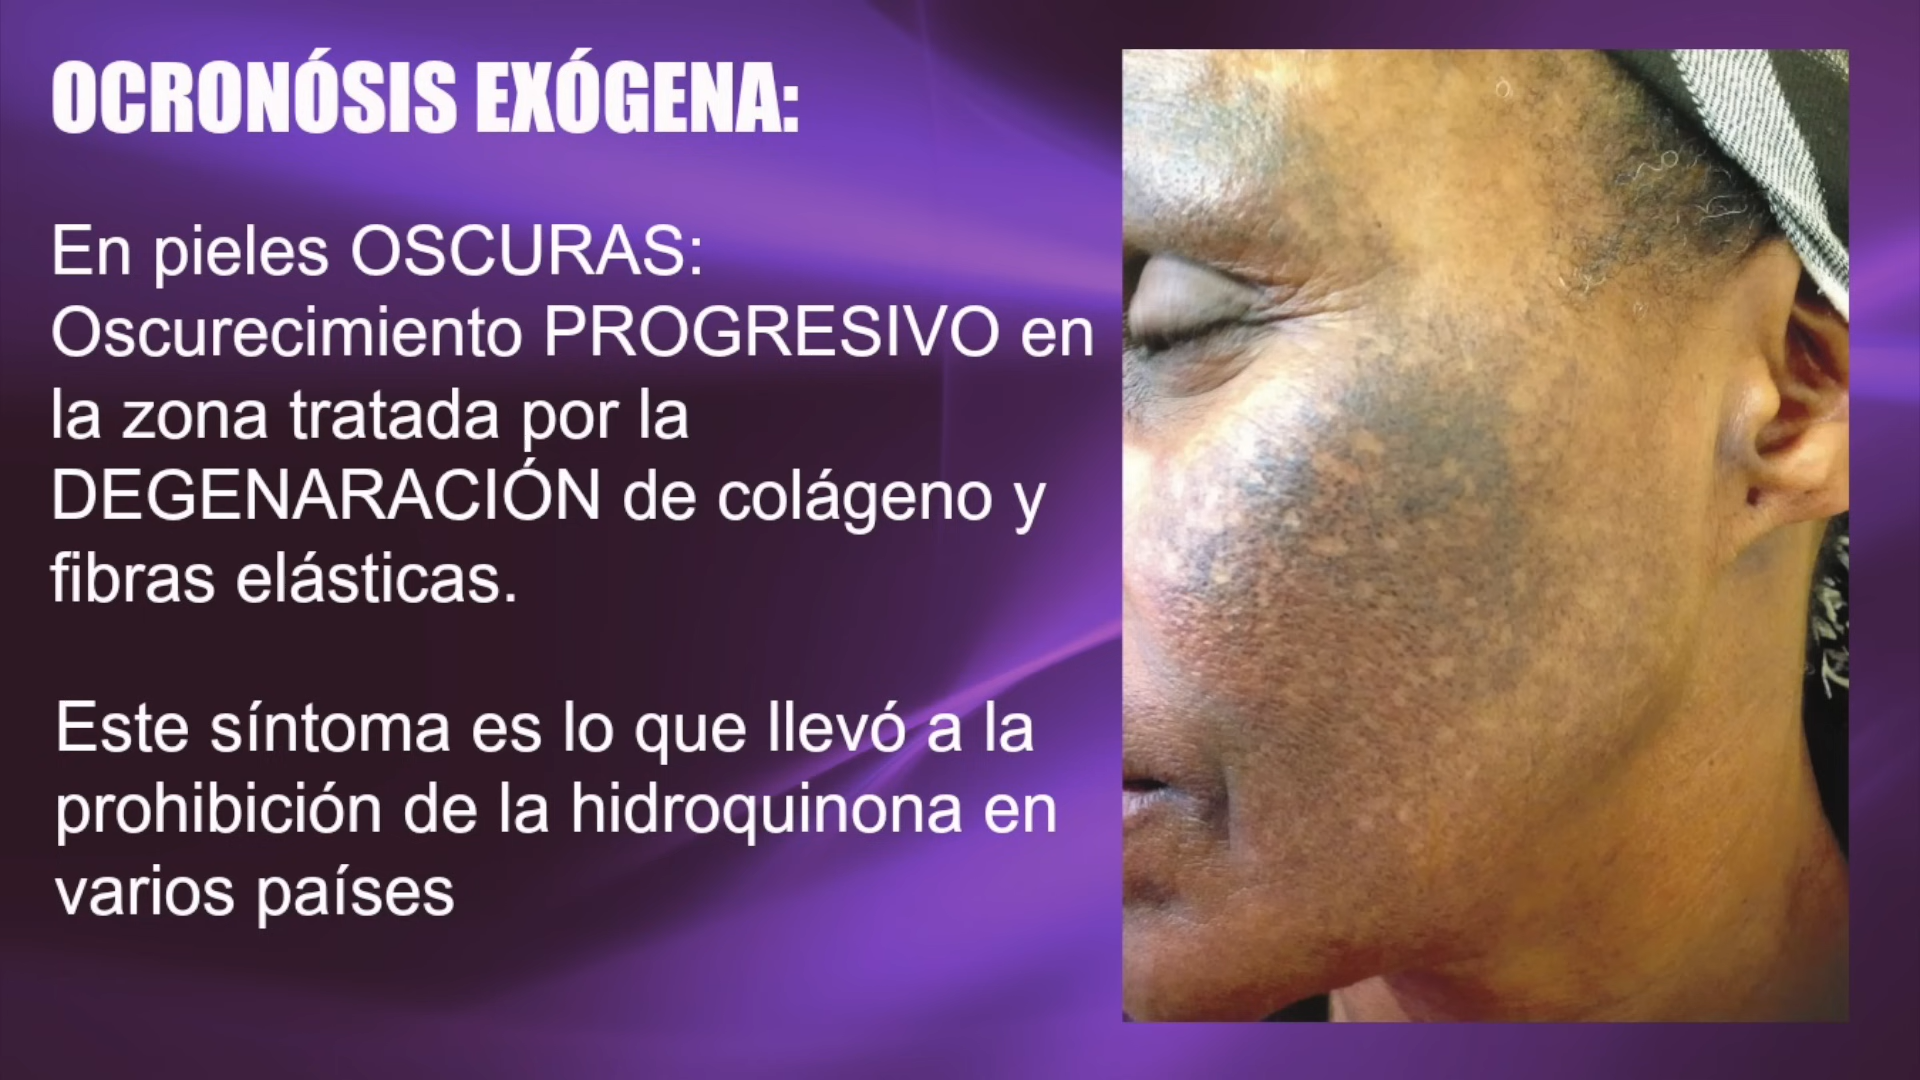 OCRONÓSIS EXÓGENA:
En pieles OSCURAS:
Oscurecimiento PROGRESIVO en
la zona tratada por la
DEGENARACIÓN de colágeno y
fibras elásticas.
Este síntoma es lo que llevó a la
prohibición de la hidroquinona en
varios países